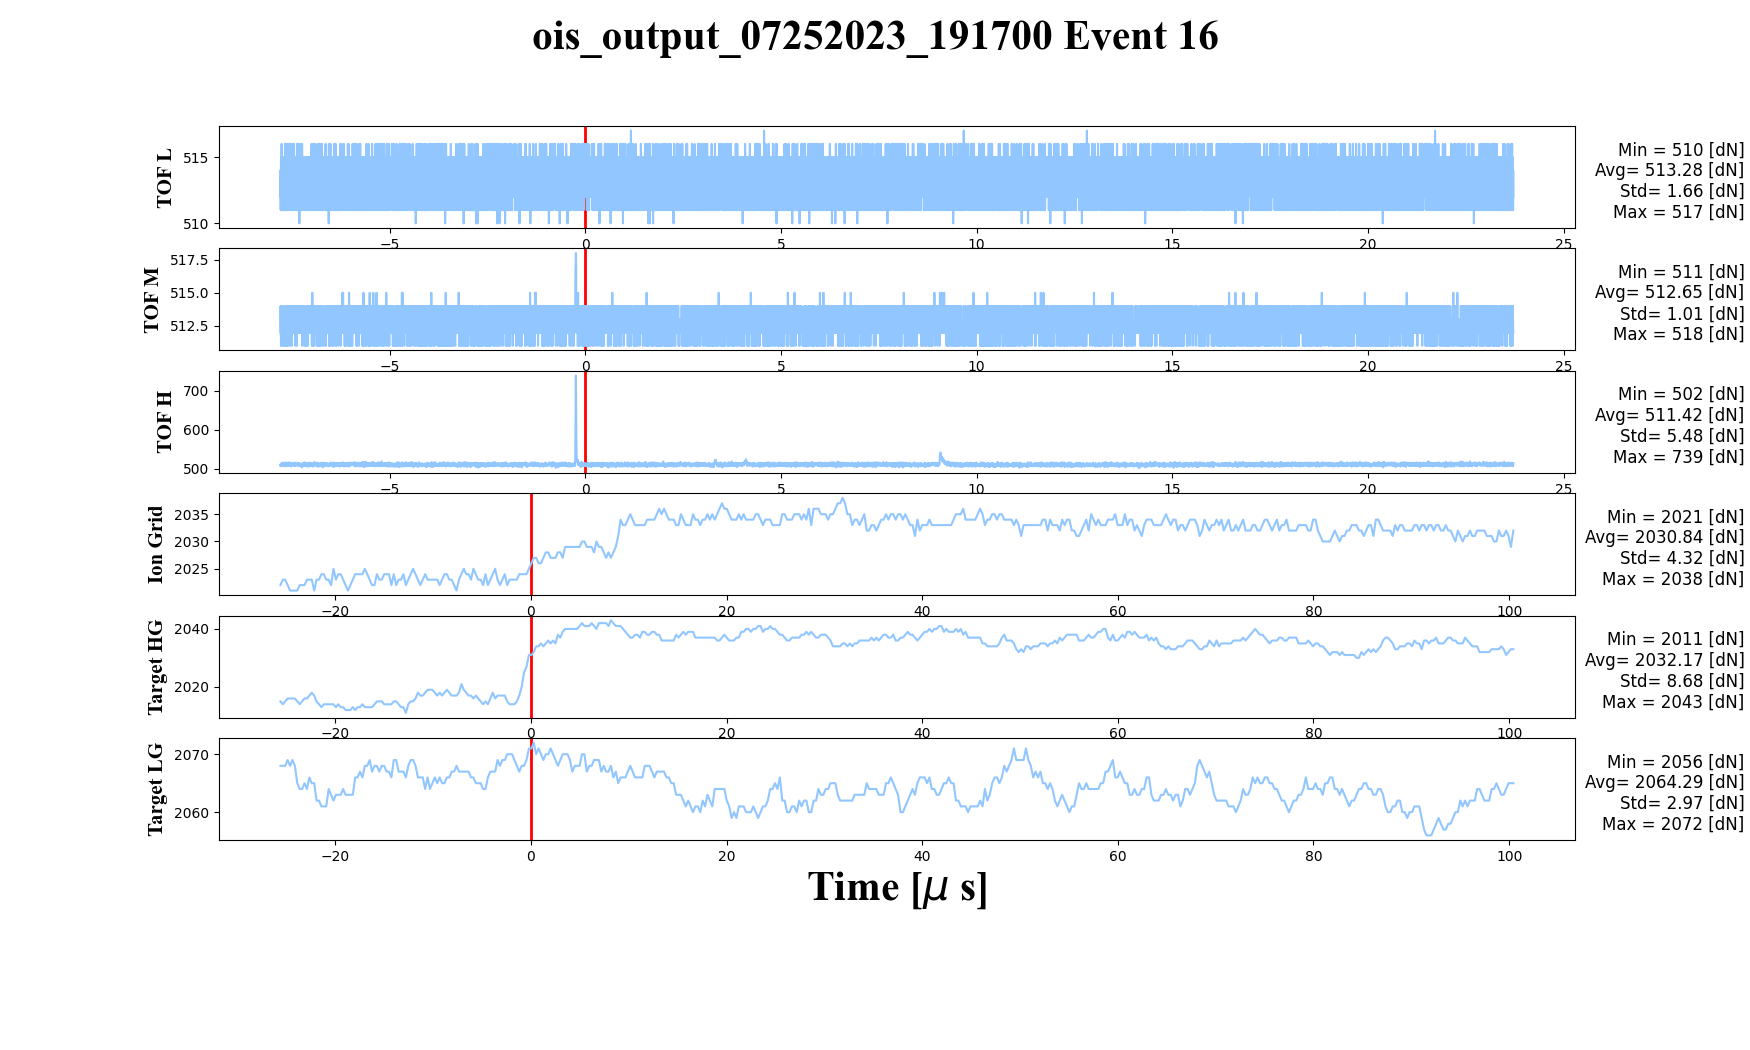 ois_output_07252023_191700 Event 16
TOF L
515
510
−5
0
5
10
15
20
25
Min = 510 [dN]
Avg= 513.28 [dN]
Std= 1.66 [dN]
Max = 517 [dN]
TOF M
517.5
515.0
512.5
−5
0
5
10
15
20
25
Min = 511 [dN]
Avg= 512.65 [dN]
Std= 1.01 [dN]
Max = 518 [dN]
TOF H
700
600
500
−5
0
5
10
15
20
25
Min = 502 [dN]
Avg= 511.42 [dN]
Std= 5.48 [dN]
Max = 739 [dN]
Ion Grid
2035
2030
2025
−20
0
20
40
60
80
100
Min = 2021 [dN]
Avg= 2030.84 [dN]
Std= 4.32 [dN]
Max = 2038 [dN]
Target HG
2040
2020
−20
0
20
40
60
80
100
Min = 2011 [dN]
Avg= 2032.17 [dN]
Std= 8.68 [dN]
Max = 2043 [dN]
Target LG
2070
2060
−20
0
20
40
60
80
100
Min = 2056 [dN]
Avg= 2064.29 [dN]
Std= 2.97 [dN]
Max = 2072 [dN]
Time [μ s]